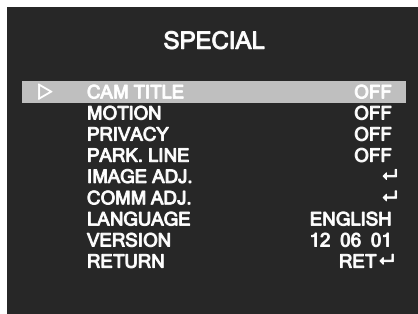 SPECIAL
▷ CAM TITLE OFF
MOTION OFF
PRIVACY OFF
PARK. LINE OFF
IMAGE ADJ. ↵
COMM ADJ. ↵
LANGUAGE ENGLISH
VERSION 12 06 01
RETURN RET↵